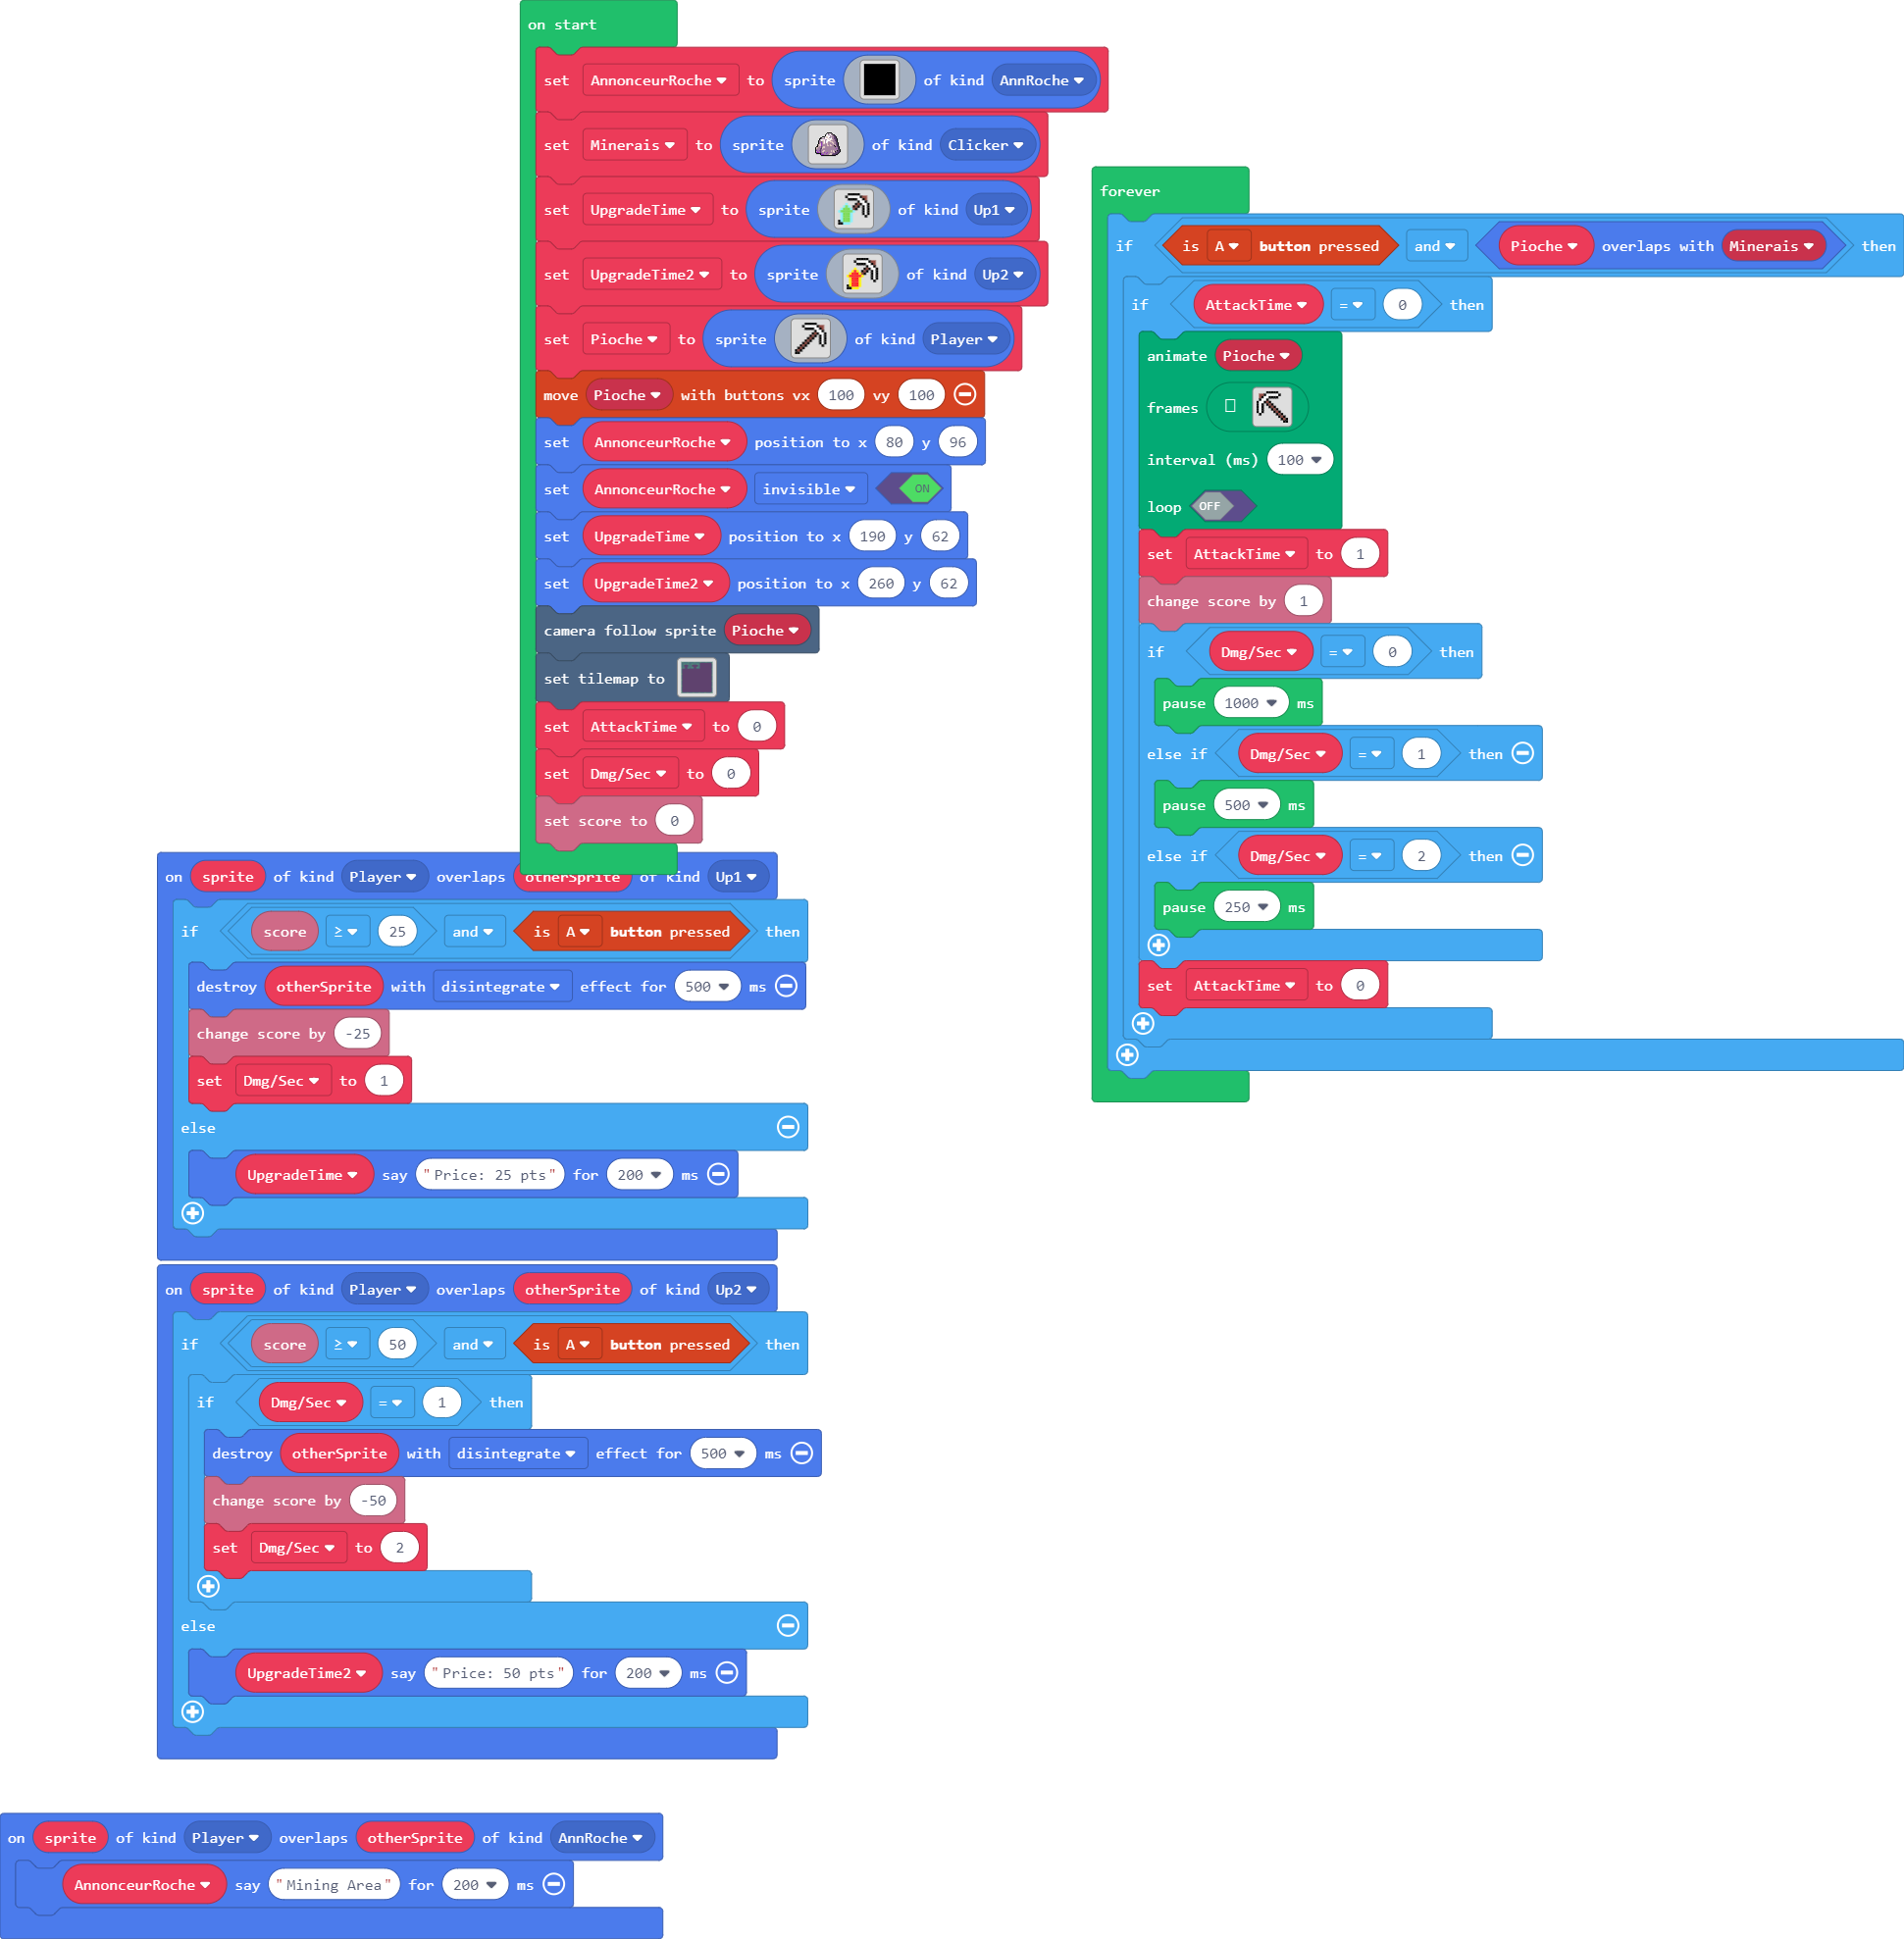 on start
set AnnonceurRoche to sprite of kind AnnRoche
set Minerais to sprite of kind Clicker
set UpgradeTime to sprite of kind Up1
set UpgradeTime2 to sprite of kind Up2
set Pioche to sprite of kind Player
move Pioche with buttons vx 100 vy 100
set AnnonceurRoche position to x 80 y 96
set AnnonceurRoche invisible ON
set UpgradeTime position to x 190 y 62
set UpgradeTime2 position to x 260 y 62
camera follow sprite Pioche
set tilemap to
set AttackTime to 0
set Dmg/Sec to 0
set score to 0
on sprite of kind Player overlaps otherSprite of kind Up1
if score ≥ 25 and is A button pressed then
destroy otherSprite with disintegrate effect for 500 ms
change score by -25
set Dmg/Sec to 1
else
UpgradeTime say "Price: 25 pts" for 200 ms
on sprite of kind Player overlaps otherSprite of kind Up2
if score ≥ 50 and is A button pressed then
if Dmg/Sec = 1 then
destroy otherSprite with disintegrate effect for 500 ms
change score by -50
set Dmg/Sec to 2
else
UpgradeTime2 say "Price: 50 pts" for 200 ms
on sprite of kind Player overlaps otherSprite of kind AnnRoche
AnnonceurRoche say "Mining Area" for 200 ms
forever
if is A button pressed and Pioche overlaps with Minerais then
if AttackTime = 0 then
animate Pioche
frames
interval (ms) 100
loop OFF
set AttackTime to 1
change score by 1
if Dmg/Sec = 0 then
pause 1000 ms
else if Dmg/Sec = 1 then
pause 500 ms
else if Dmg/Sec = 2 then
pause 250 ms
set AttackTime to 0